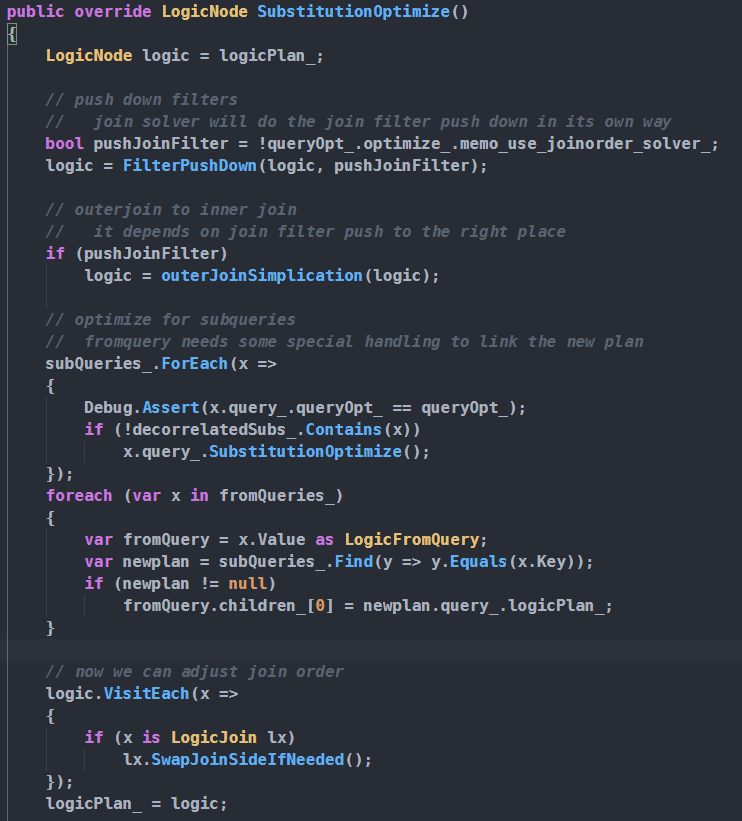 public override LogicNode SubstitutionOptimize()
{
    LogicNode logic = logicPlan_;

    // push down filters
    //   join solver will do the join filter push down in its own way
    bool pushJoinFilter = !queryOpt_.optimize_.memo_use_joinorder_solver_;
    logic = FilterPushDown(logic, pushJoinFilter);

    // outerjoin to inner join
    //   it depends on join filter push to the right place
    if (pushJoinFilter)
        logic = outerJoinSimplication(logic);

    // optimize for subqueries
    //  fromquery needs some special handling to link the new plan
    subQueries_.ForEach(x =>
    {
        Debug.Assert(x.query_.queryOpt_ == queryOpt_);
        if (!decorrelatedSubs_.Contains(x))
            x.query_.SubstitutionOptimize();
    });
    foreach (var x in fromQueries_)
    {
        var fromQuery = x.Value as LogicFromQuery;
        var newplan = subQueries_.Find(y => y.Equals(x.Key));
        if (newplan != null)
            fromQuery.children_[0] = newplan.query_.logicPlan_;
    }

    // now we can adjust join order
    logic.VisitEach(x =>
    {
        if (x is LogicJoin lx)
            lx.SwapJoinSideIfNeeded();
    });
    logicPlan_ = logic;